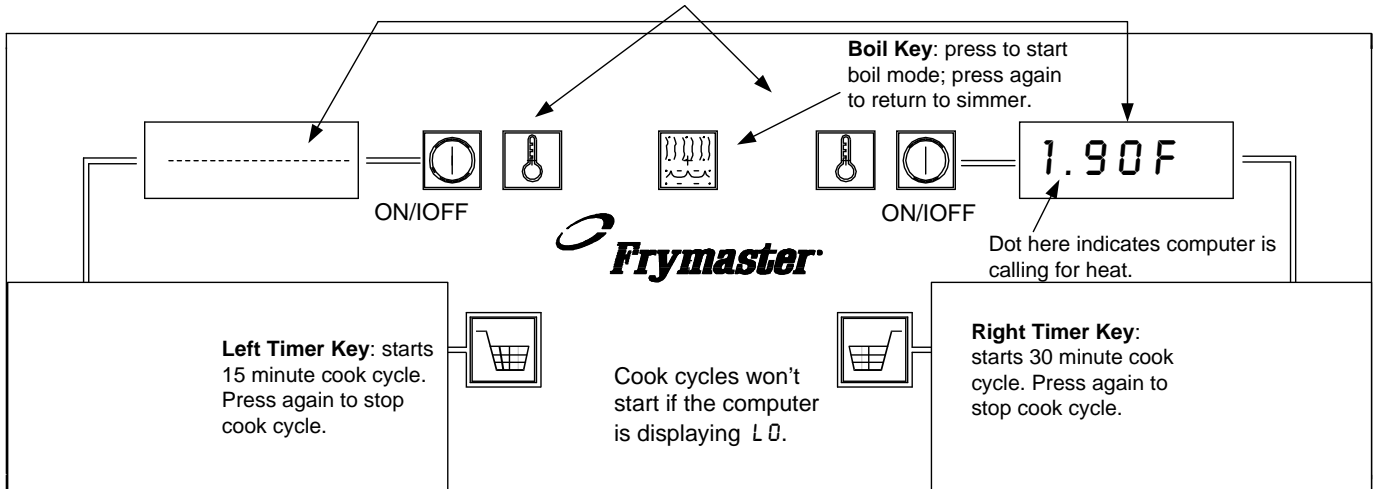 Boil Key: press to start
boil mode; press again
to return to simmer.
1.90F
ON/IOFF
ON/IOFF
Dot here indicates computer is
calling for heat.
Frymaster
Left Timer Key: starts
15 minute cook cycle.
Press again to stop
cook cycle.
Cook cycles won't
start if the computer
is displaying LO.
Right Timer Key:
starts 30 minute cook
cycle. Press again to
stop cook cycle.